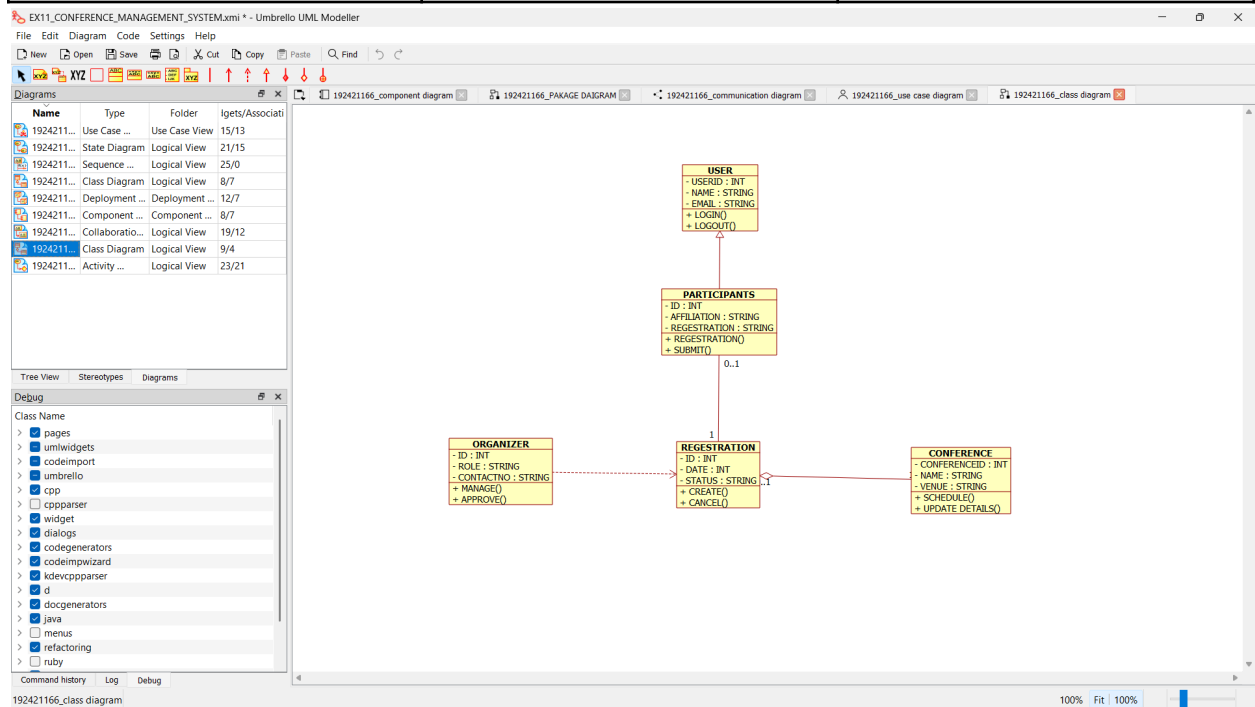 EX11_CONFERENCE_MANAGEMENT_SYSTEM.xmi * - Umbrello UML Modeller
File Edit Diagram Code Settings Help
New Open Save Cut Copy Paste Find
XYZ XYZ
Diagrams
192421166_component diagram 192421166_PAKAGE DAIGRAM 192421166_communication diagram 192421166_use case diagram 192421166_class diagram
Name Type Folder lgets/Associati
1924211... Use Case ... Use Case View 15/13
1924211... State Diagram Logical View 21/15
1924211... Sequence ... Logical View 25/0
1924211... Class Diagram Logical View 8/7
1924211... Deployment ... Deployment ... 12/7
1924211... Component ... Component ... 8/7
1924211... Collaboratio... Logical View 19/12
1924211... Class Diagram Logical View 9/4
1924211... Activity ... Logical View 23/21
Tree View Stereotypes Diagrams
Debug
Class Name
pages
umlwidgets
codeimport
umbrello
cpp
cppparser
widget
dialogs
codegenerators
codeimpwizard
kdevcppparser
d
docgenerators
java
menus
refactoring
ruby
Command history Log Debug
USER
- USERID : INT
- NAME : STRING
- EMAIL : STRING
+ LOGIN()
+ LOGOUT()
PARTICIPANTS
- ID : INT
- AFFILIATION : STRING
- REGESTRATION : STRING
+ REGESTRATION()
+ SUBMIT()
0..1
1
ORGANIZER
- ID : INT
- ROLE : STRING
- CONTACTNO : STRING
+ MANAGE()
+ APPROVE()
REGESTRATION
- ID : INT
- DATE : INT
- STATUS : STRING
+ CREATE()
+ CANCEL()
..1
CONFERENCE
- CONFERENCEID : INT
- NAME : STRING
- VENUE : STRING
+ SCHEDULE()
+ UPDATE DETAILS()
192421166_class diagram
100% Fit 100%